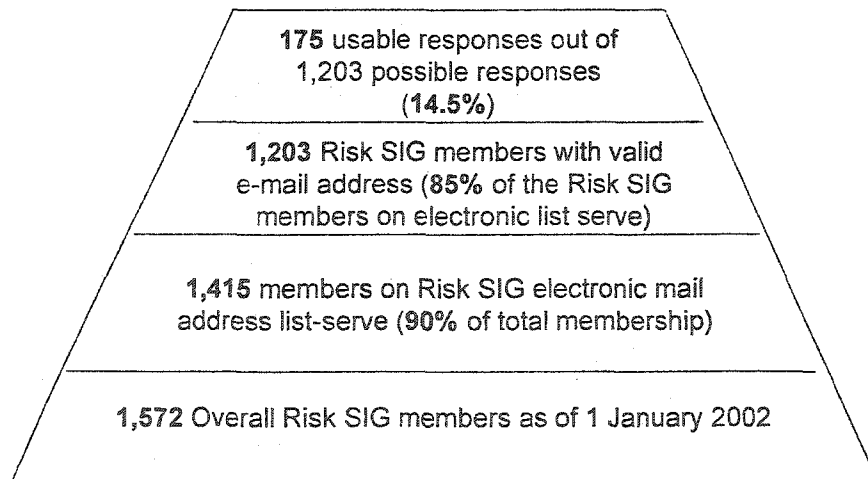 175 usable responses out of
1,203 possible responses
(14.5%)
1,203 Risk SIG members with valid
e-mail address (85% of the Risk SIG
members on electronic list serve)
1,415 members on Risk SIG electronic mail
address list-serve (90% of total membership)
1,572 Overall Risk SIG members as of 1 January 2002